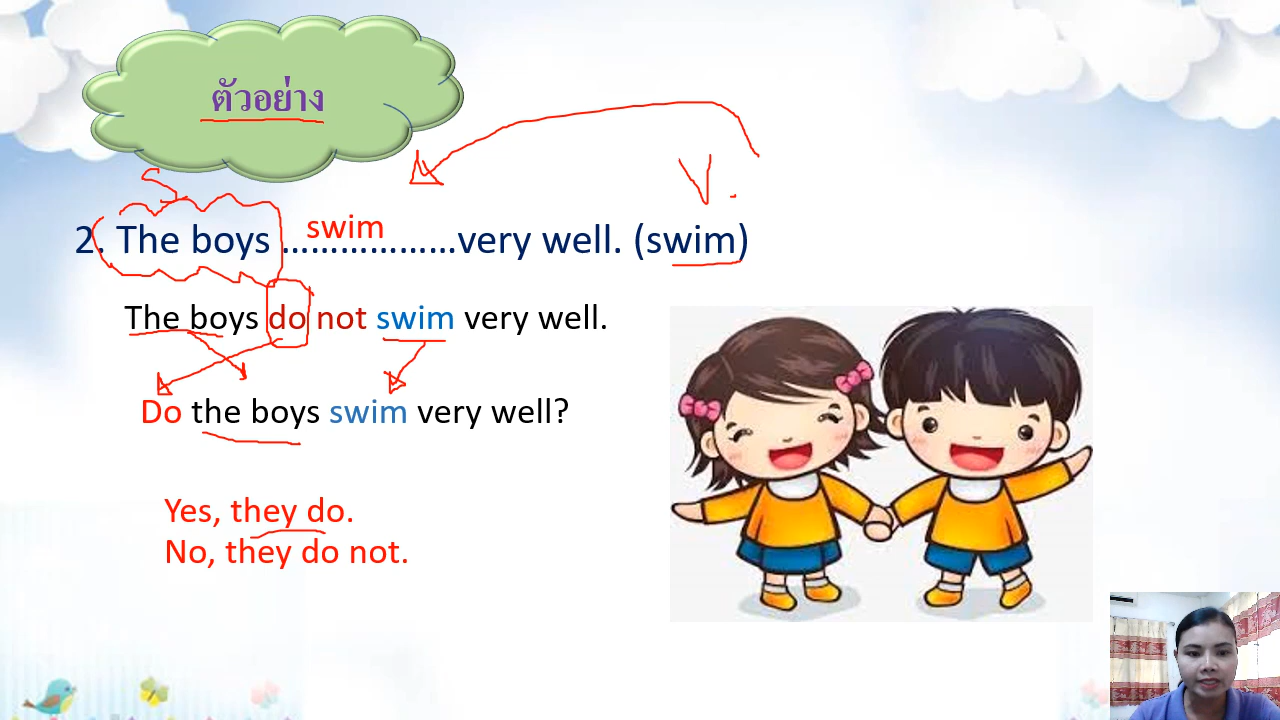 ตัวอย่าง
S
V.
swim
2. The boys ………………very well. (swim)
The boys do not swim very well.
Do the boys swim very well?
Yes, they do.
No, they do not.